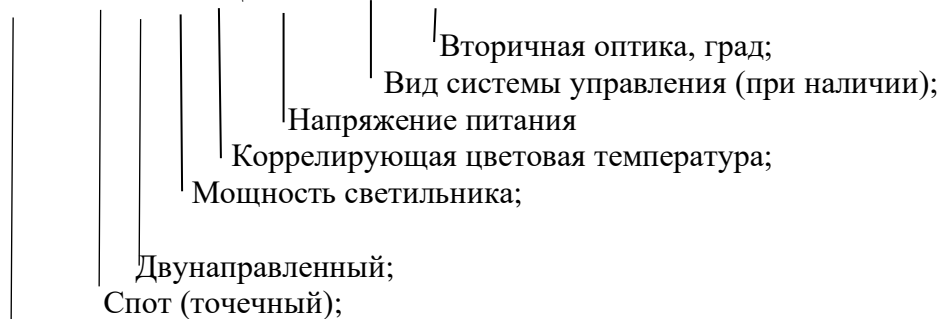 Вторичная оптика, град;
Вид системы управления (при наличии);
Напряжение питания
Коррелирующая цветовая температура;
Мощность светильника;
Двунаправленный;
Спот (точечный);